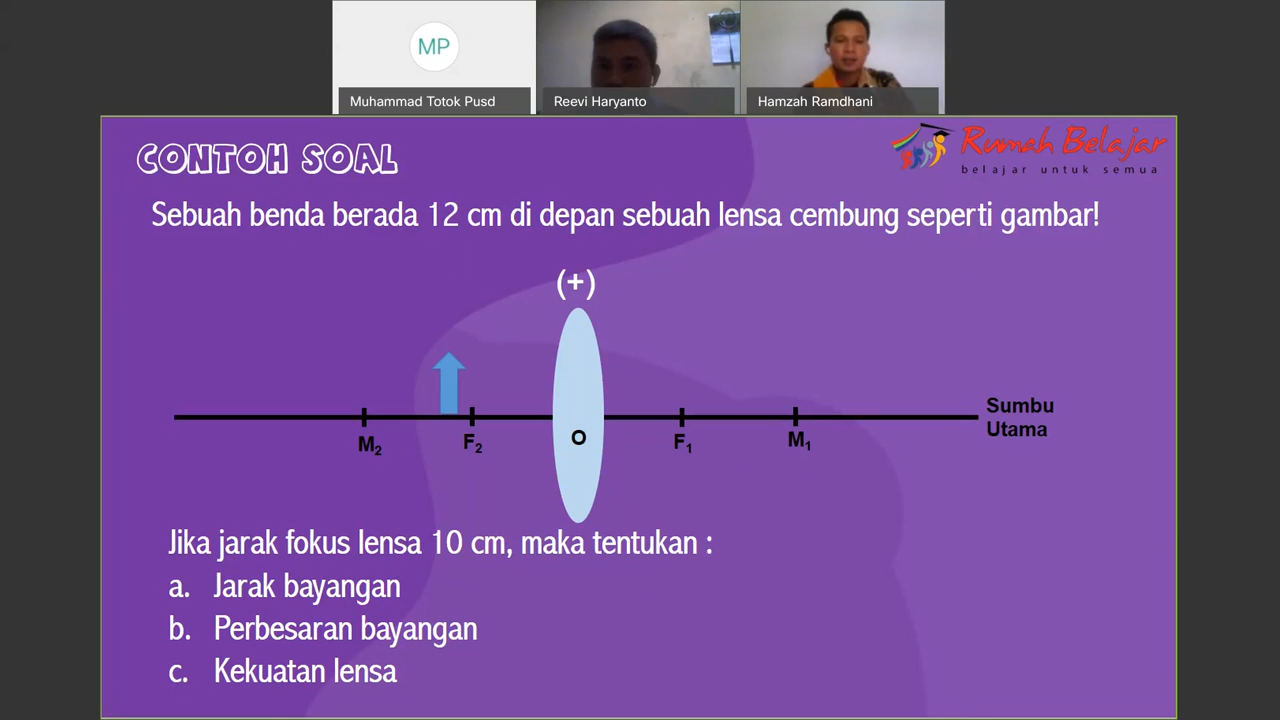 MP
Muhammad Totok Pusd
Reevi Haryanto
Hamzah Ramdhani
CONTOH SOAL
Rumah Belajar
belajar untuk semua
Sebuah benda berada 12 cm di depan sebuah lensa cembung seperti gambar!
(+)
Sumbu
Utama
M₂ F₂ O F₁ M₁
Jika jarak fokus lensa 10 cm, maka tentukan :
a. Jarak bayangan
b. Perbesaran bayangan
c. Kekuatan lensa